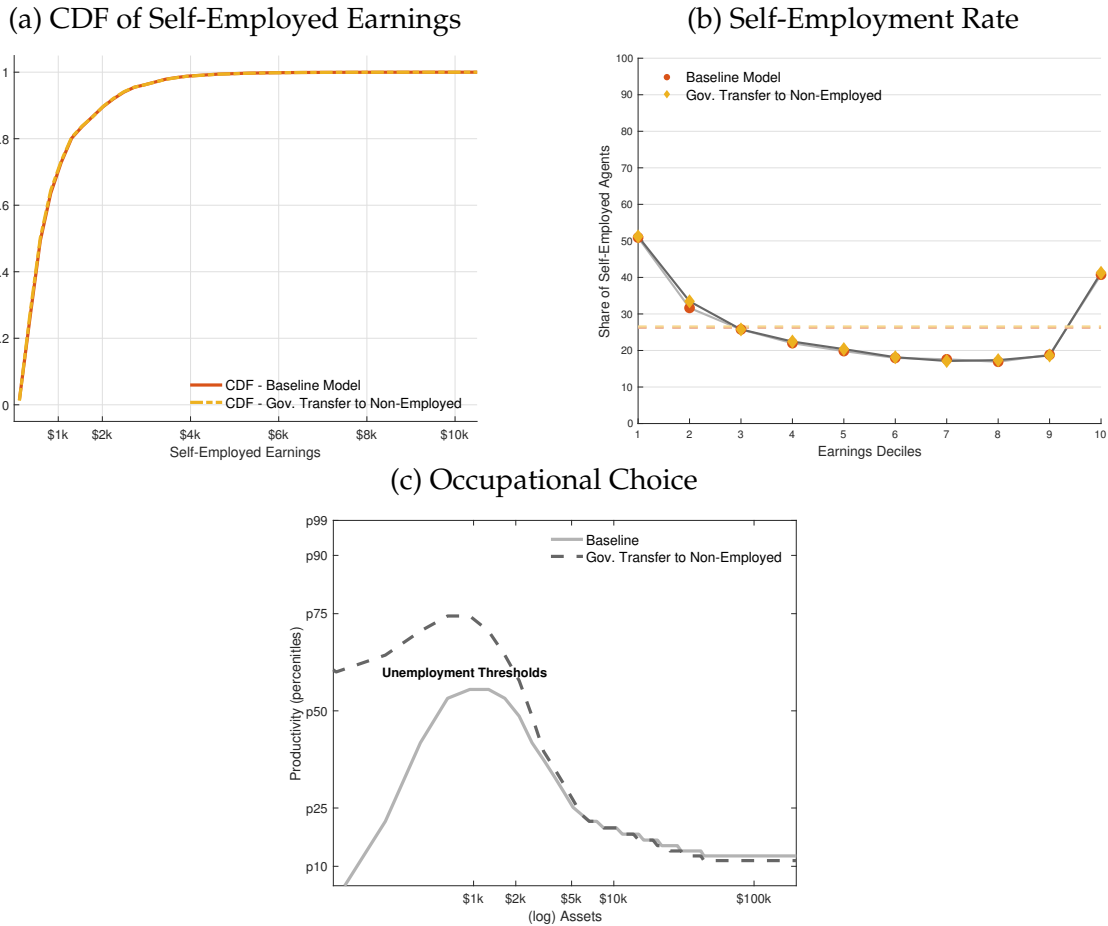 (a) CDF of Self-Employed Earnings
1
.8
.6
.4
.2
0
$1k $2k $4k $6k $8k $10k
Self-Employed Earnings
CDF - Baseline Model
CDF - Gov. Transfer to Non-Employed
(b) Self-Employment Rate
Share of Self-Employed Agents
100
90
80
70
60
50
40
30
20
10
0
1 2 3 4 5 6 7 8 9 10
Earnings Deciles
Baseline Model
Gov. Transfer to Non-Employed
(c) Occupational Choice
Productivity (percenities)
p99
p90
p75
p50
p25
p10
$1k $2k $5k $10k $100k
(log) Assets
Baseline
Gov. Transfer to Non-Employed
Unemployment Thresholds